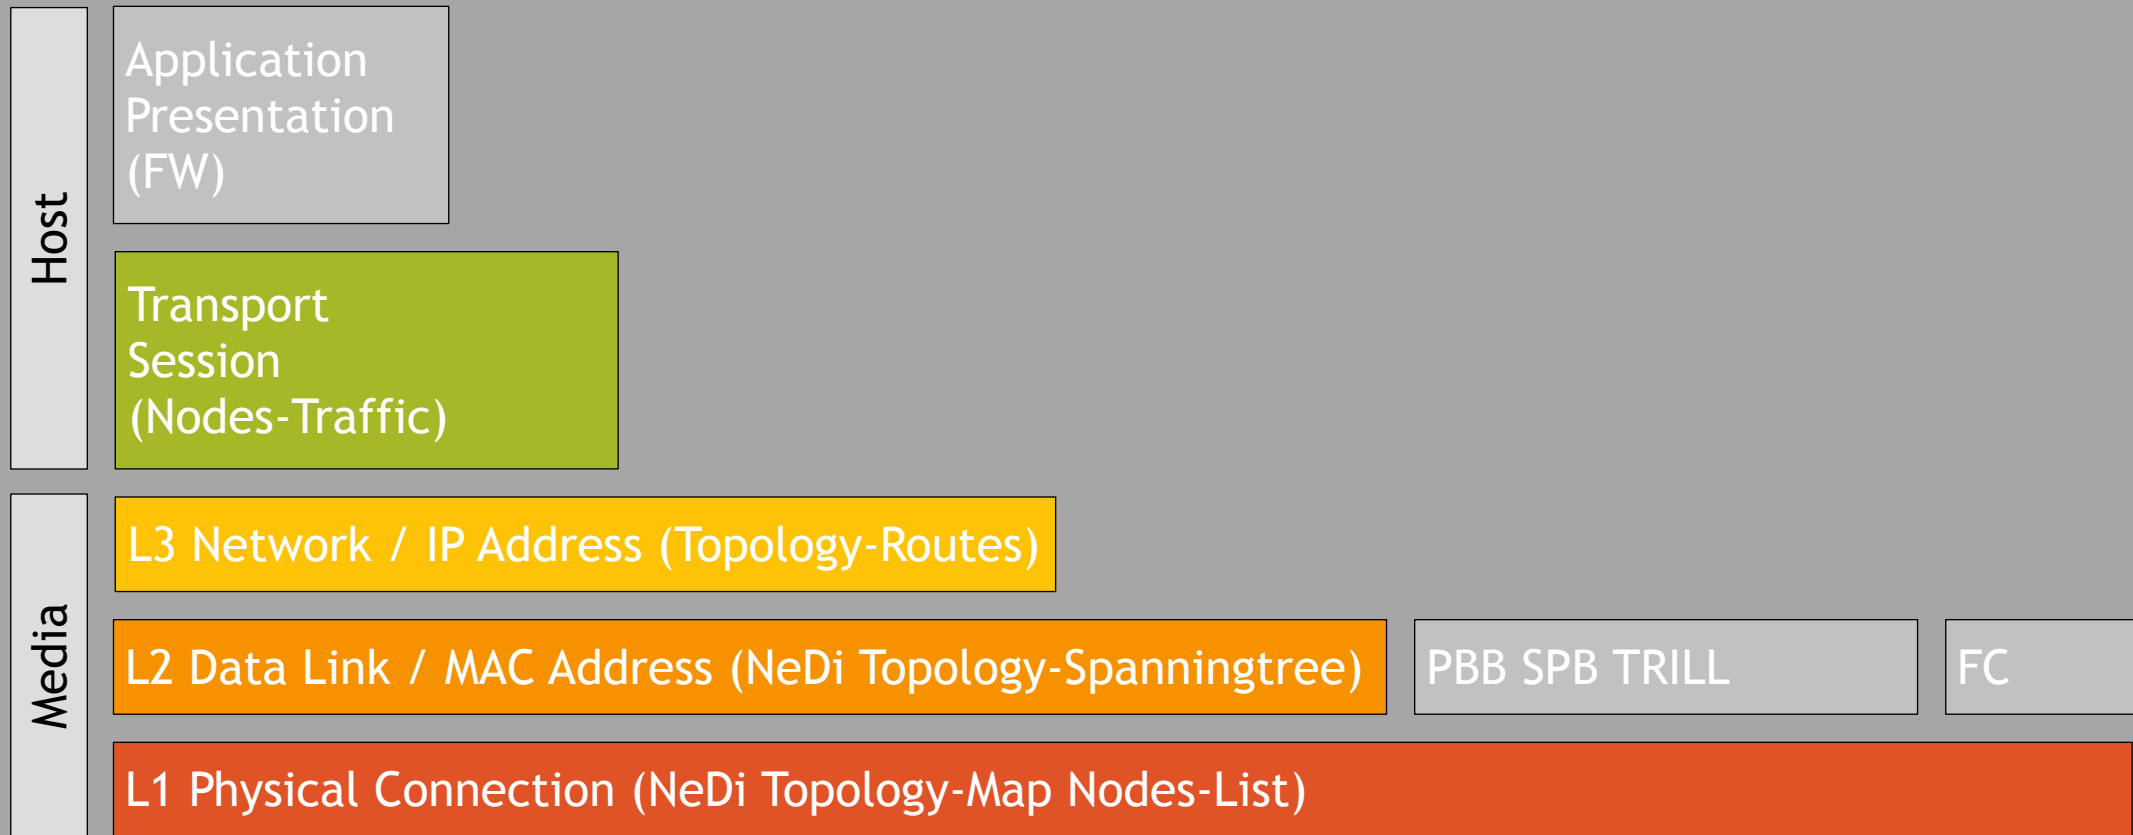 Host
Application
Presentation
(FW)
Transport
Session
(Nodes-Traffic)
Media
L3 Network / IP Address (Topology-Routes)
L2 Data Link / MAC Address (NeDi Topology-Spanningtree)
PBB SPB TRILL
FC
L1 Physical Connection (NeDi Topology-Map Nodes-List)